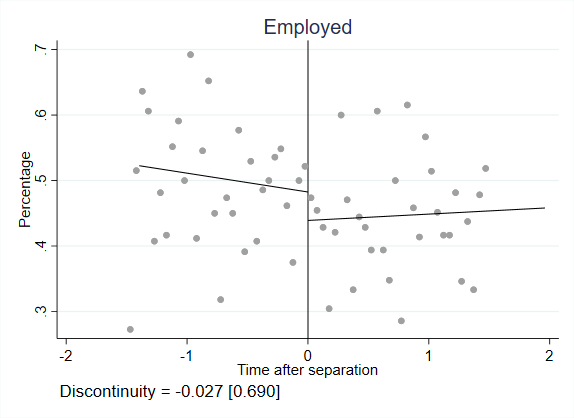 Employed
Percentage
.7
.6
.5
.4
.3
-2 -1 0 1 2
Time after separation
Discontinuity = -0.027 [0.690]